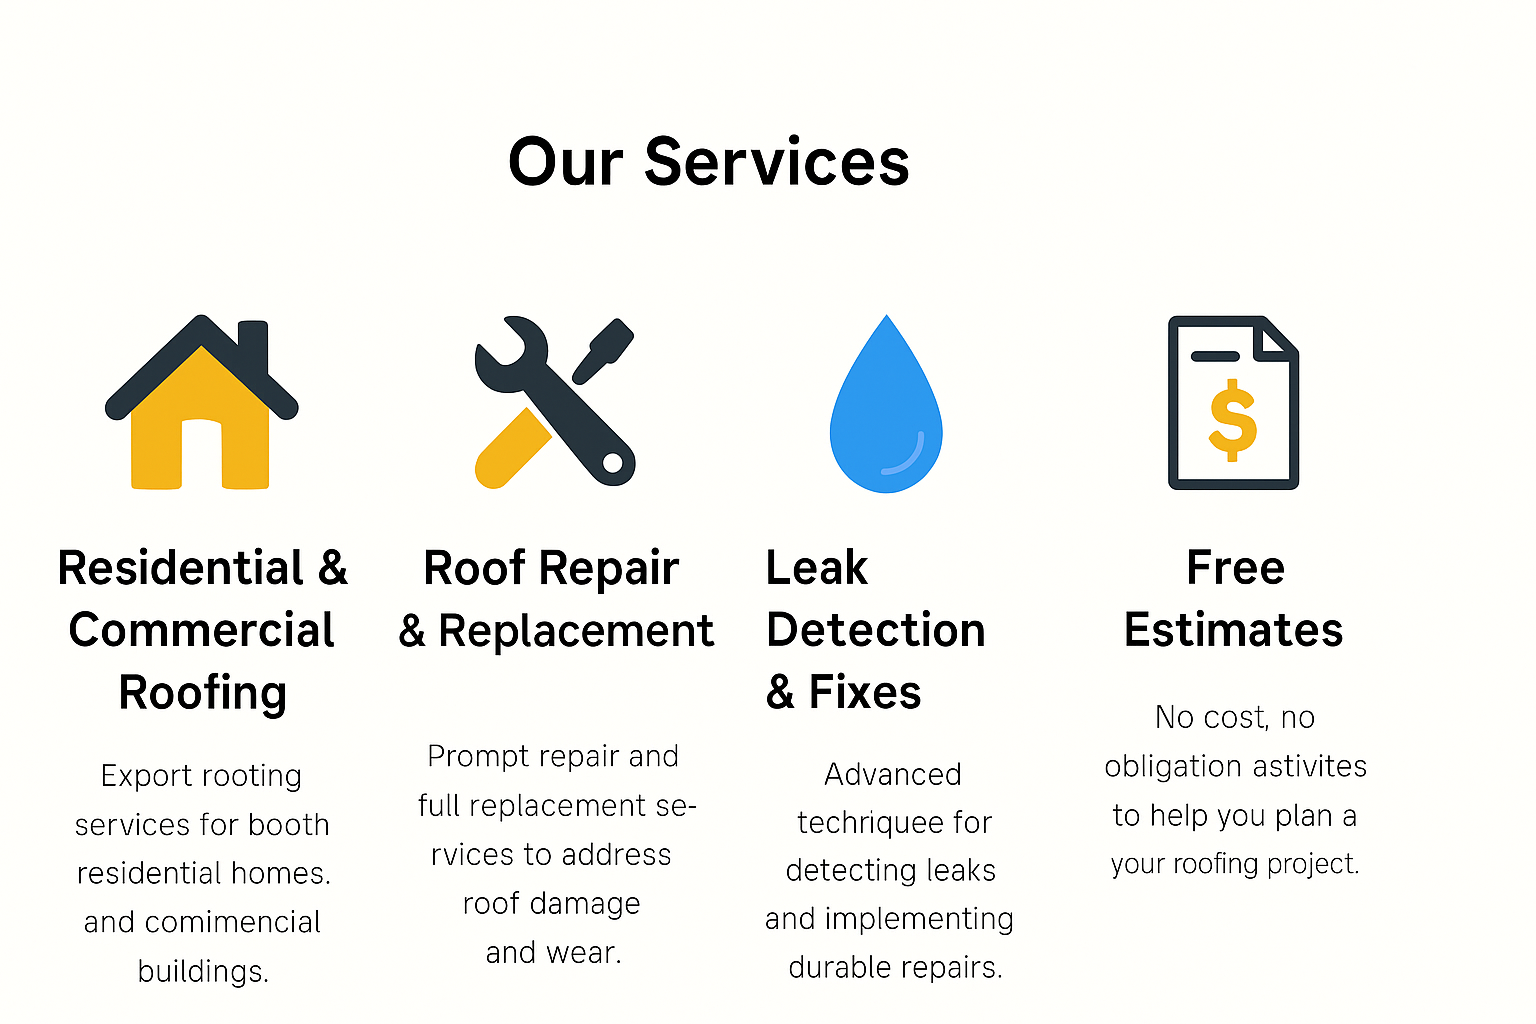 Our Services
Residential &
Commercial
Roofing
Export rooting
services for booth
residential homes.
and comimencial
buildings.
Roof Repair
& Replacement
Prompt repair and
full replacement se-
rvices to address
roof damage
and wear.
Leak
Detection
& Fixes
Advanced
techriquee for
detecting leaks
and implementing
durable repairs.
$
Free
Estimates
No cost, no
obligation astivites
to help you plan a
your roofing project.